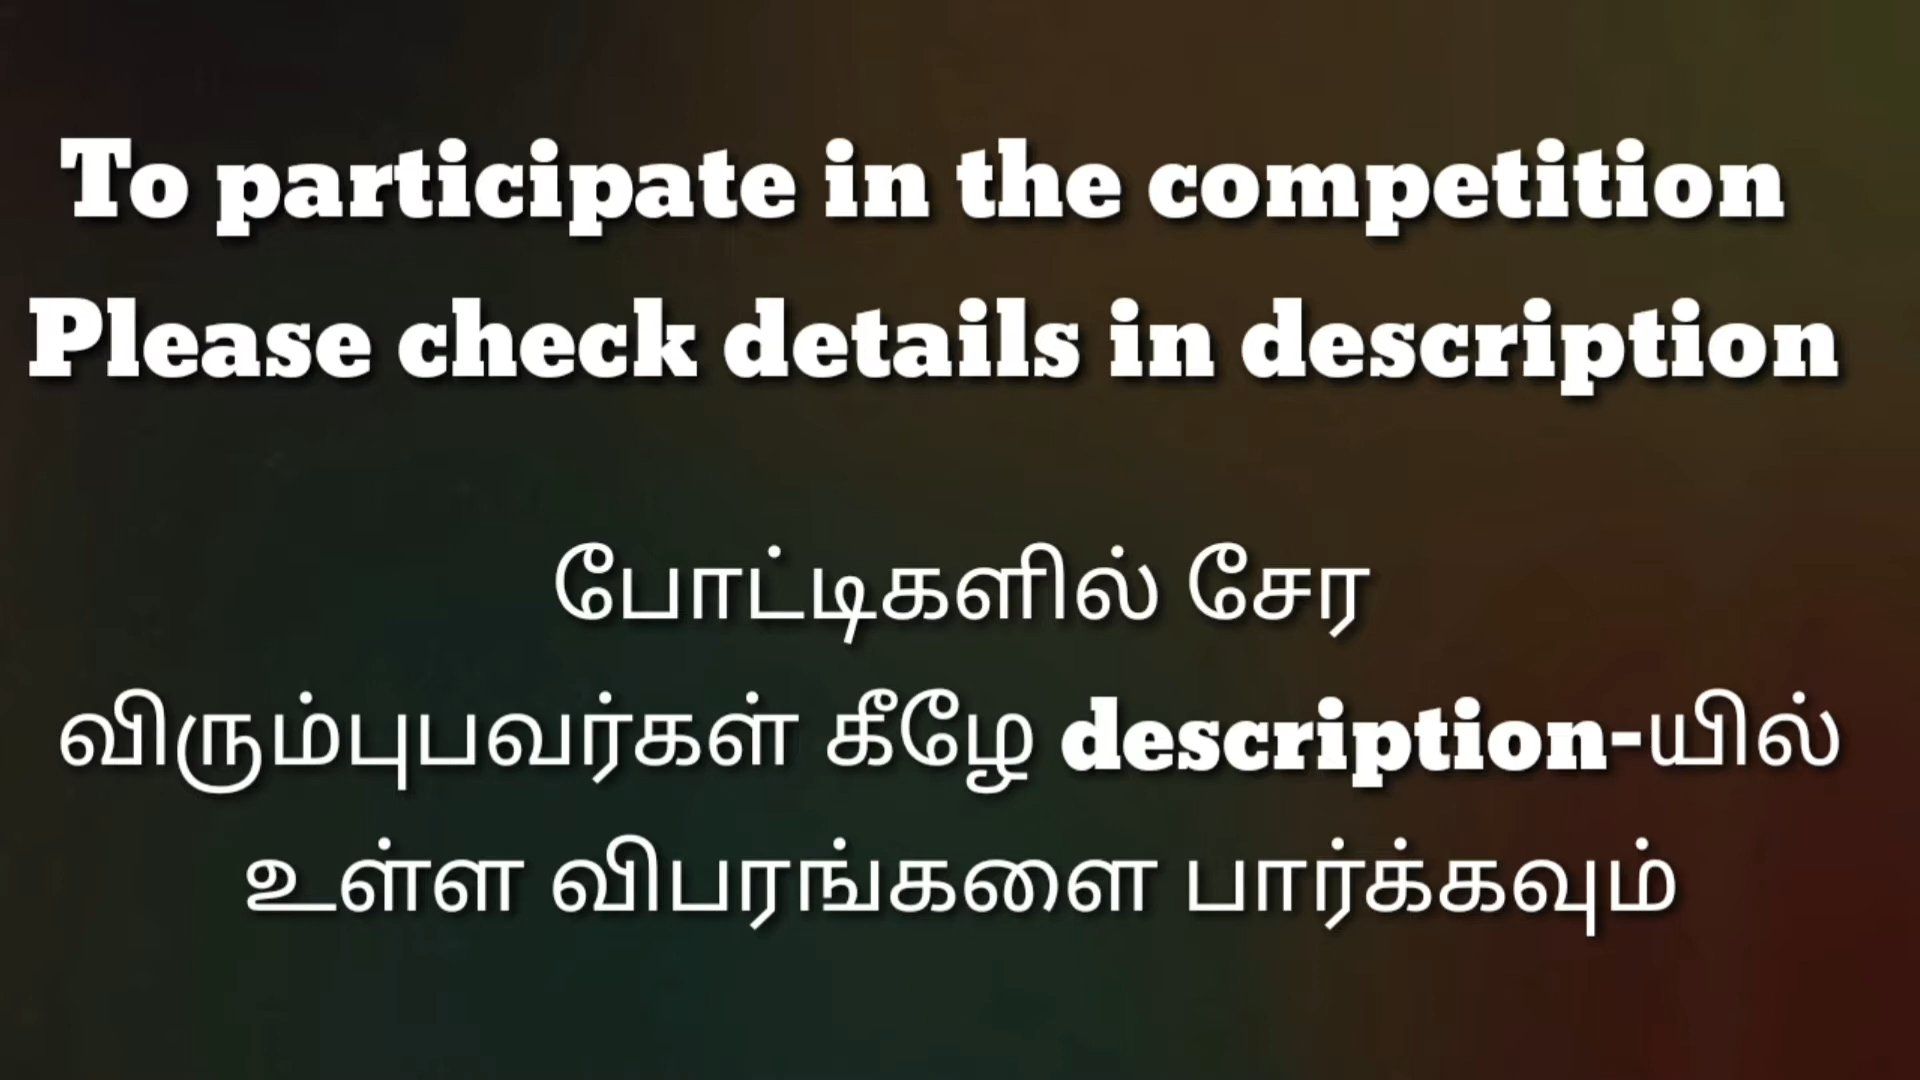 To participate in the competition
Please check details in description
போட்டிகளில் சேர
விரும்புபவர்கள் கீழே description-யில்
உள்ள விபரங்களை பார்க்கவும்